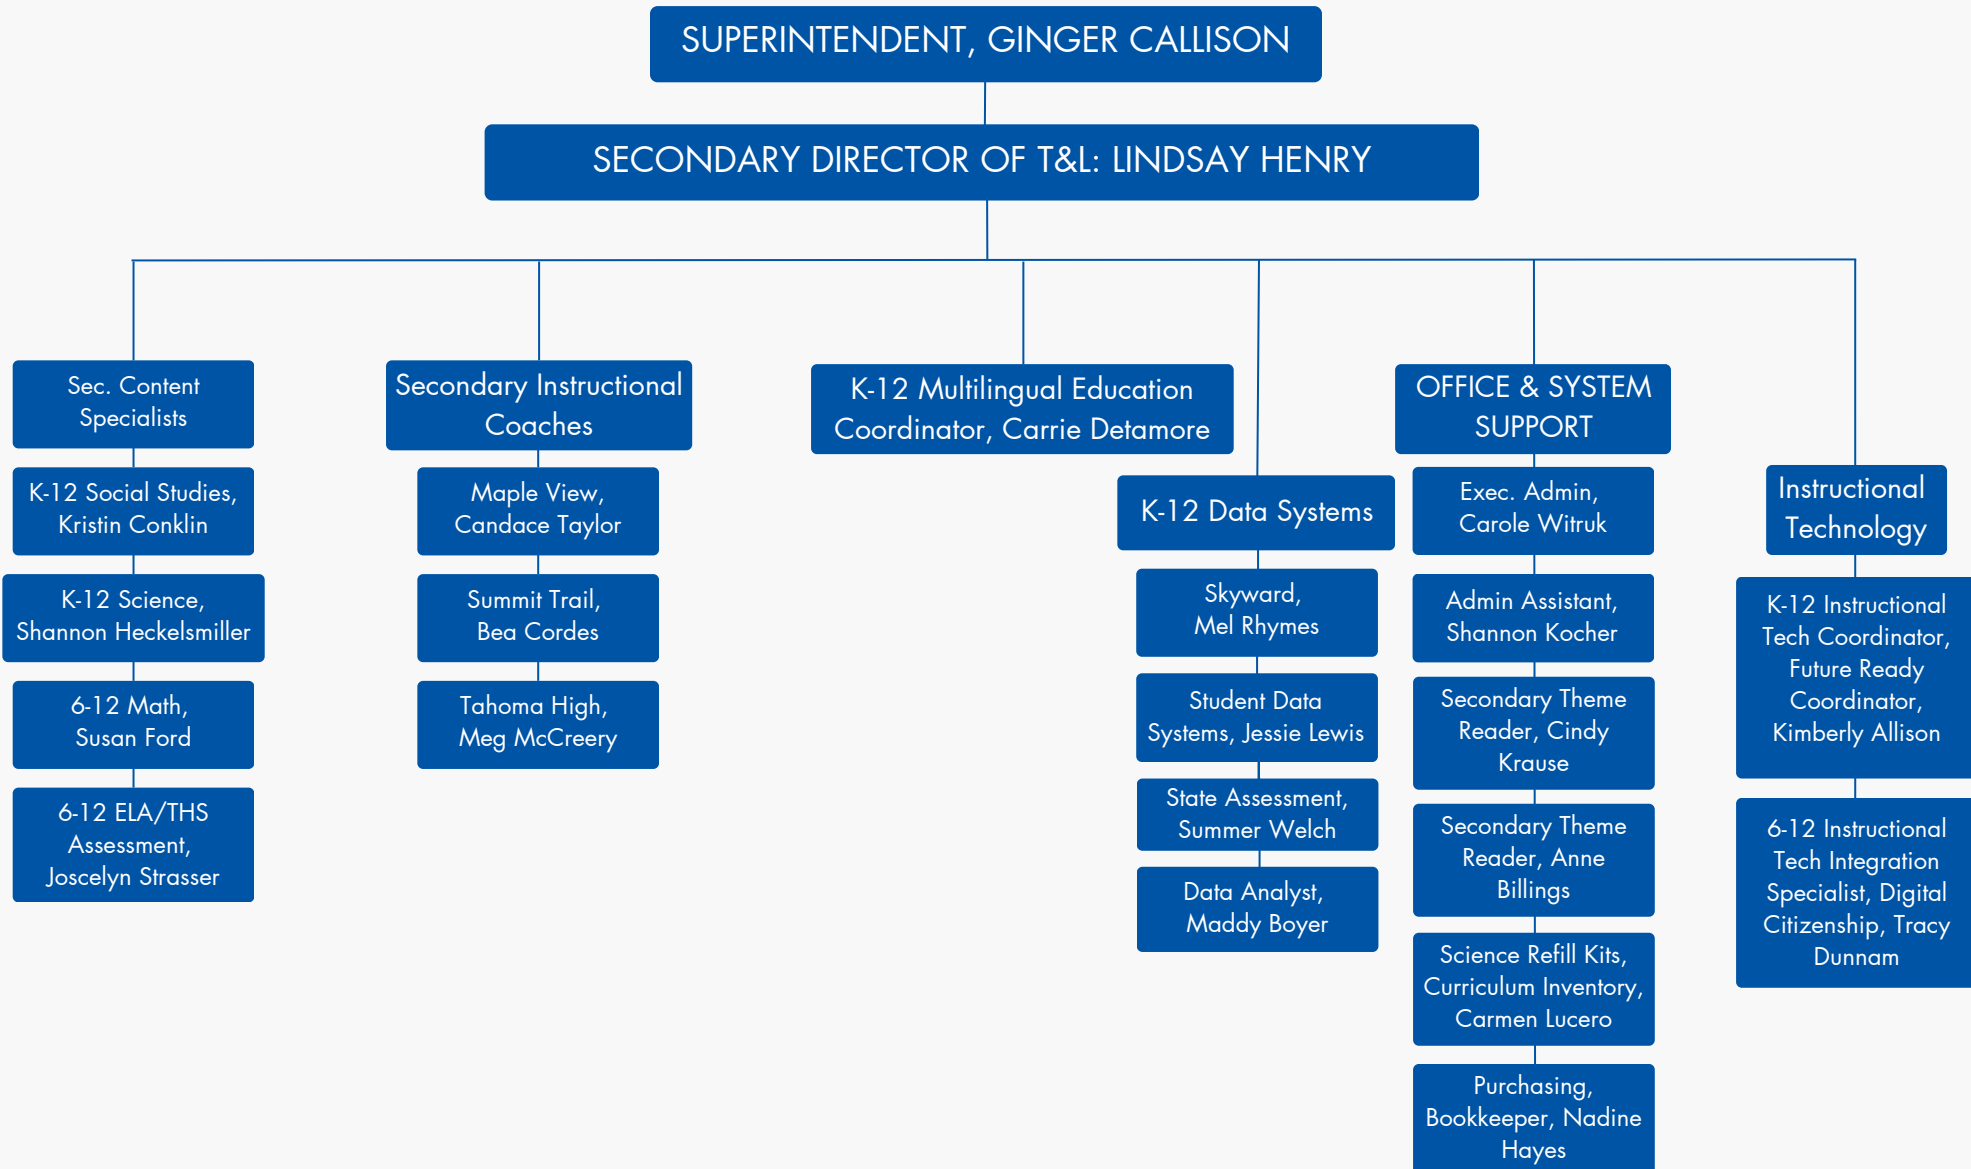 SUPERINTENDENT, GINGER CALLISON
SECONDARY DIRECTOR OF T&L: LINDSAY HENRY
Sec. Content
Specialists
K-12 Social Studies,
Kristin Conklin
K-12 Science,
Shannon Heckelsmiller
6-12 Math,
Susan Ford
6-12 ELA/THS
Assessment,
Joscelyn Strasser
Secondary Instructional
Coaches
Maple View,
Candace Taylor
Summit Trail,
Bea Cordes
Tahoma High,
Meg McCreery
K-12 Multilingual Education
Coordinator, Carrie Detamore
K-12 Data Systems
Skyward,
Mel Rhymes
Student Data
Systems, Jessie Lewis
State Assessment,
Summer Welch
Data Analyst,
Maddy Boyer
OFFICE & SYSTEM
SUPPORT
Exec. Admin,
Carole Witruk
Admin Assistant,
Shannon Kocher
Secondary Theme
Reader, Cindy
Krause
Secondary Theme
Reader, Anne
Billings
Science Refill Kits,
Curriculum Inventory,
Carmen Lucero
Purchasing,
Bookkeeper, Nadine
Hayes
Instructional
Technology
K-12 Instructional
Tech Coordinator,
Future Ready
Coordinator,
Kimberly Allison
6-12 Instructional
Tech Integration
Specialist, Digital
Citizenship, Tracy
Dunnam